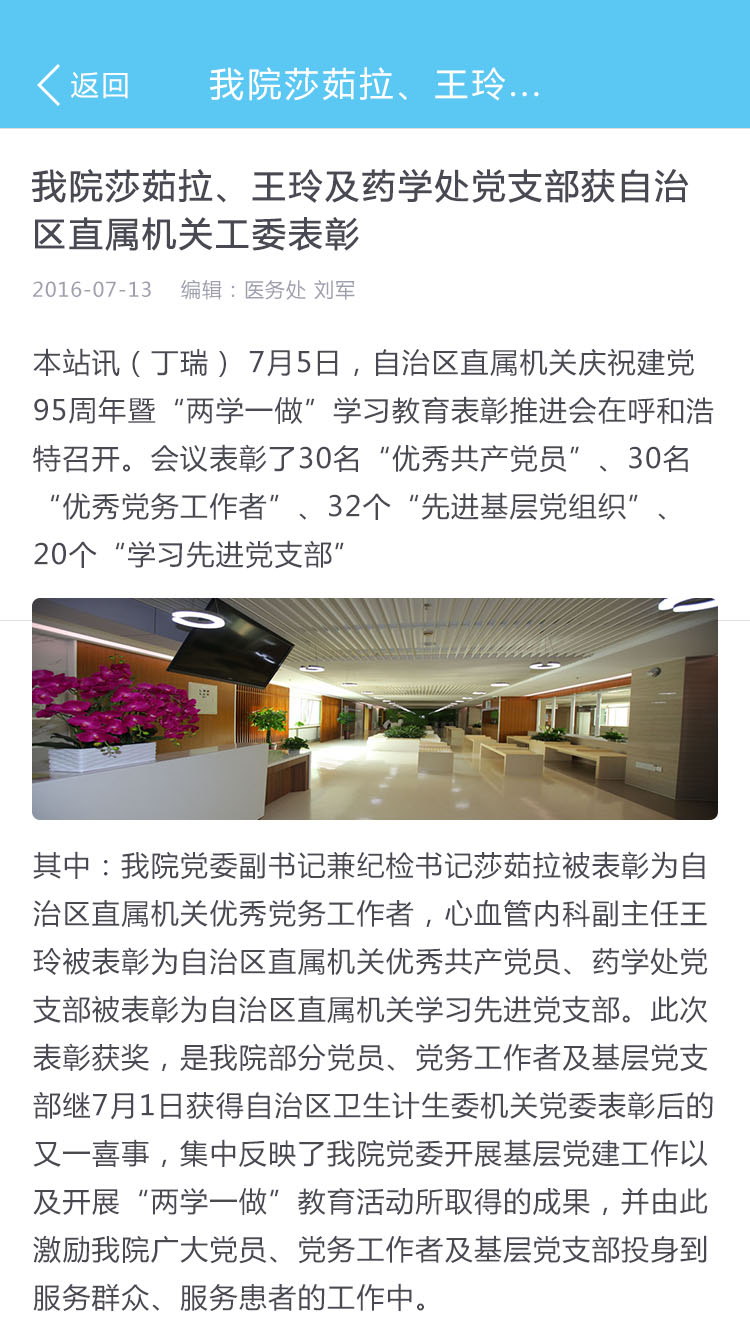 返回
我院莎茹拉、王玲...
我院莎茹拉、王玲及药学处党支部获自治
区直属机关工委表彰
2016-07-13 编辑：医务处 刘军
本站讯（丁瑞） 7月5日，自治区直属机关庆祝建党
95周年暨“两学一做”学习教育表彰推进会在呼和浩
特召开。会议表彰了30名“优秀共产党员”、30名
“优秀党务工作者”、32个“先进基层党组织”、
20个“学习先进党支部”
其中：我院党委副书记兼纪检书记莎茹拉被表彰为自
治区直属机关优秀党务工作者，心血管内科副主任王
玲被表彰为自治区直属机关优秀共产党员、药学处党
支部被表彰为自治区直属机关学习先进党支部。此次
表彰获奖，是我院部分党员、党务工作者及基层党支
部继7月1日获得自治区卫生计生委机关党委表彰后的
又一喜事，集中反映了我院党委开展基层党建工作以
及开展“两学一做”教育活动所取得的成果，并由此
激励我院广大党员、党务工作者及基层党支部投身到
服务群众、服务患者的工作中。